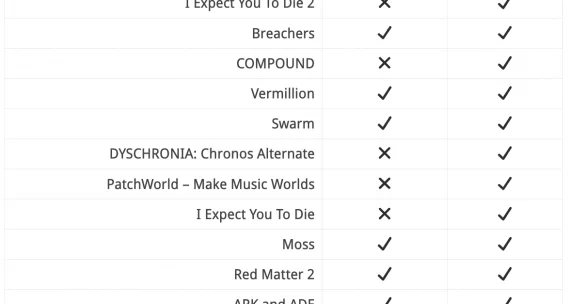 I Expect You To Die 2
Breachers
COMPOUND
Vermillion
Swarm
DYSCHRONIA: Chronos Alternate
PatchWorld – Make Music Worlds
I Expect You To Die
Moss
Red Matter 2
ARK and ADE